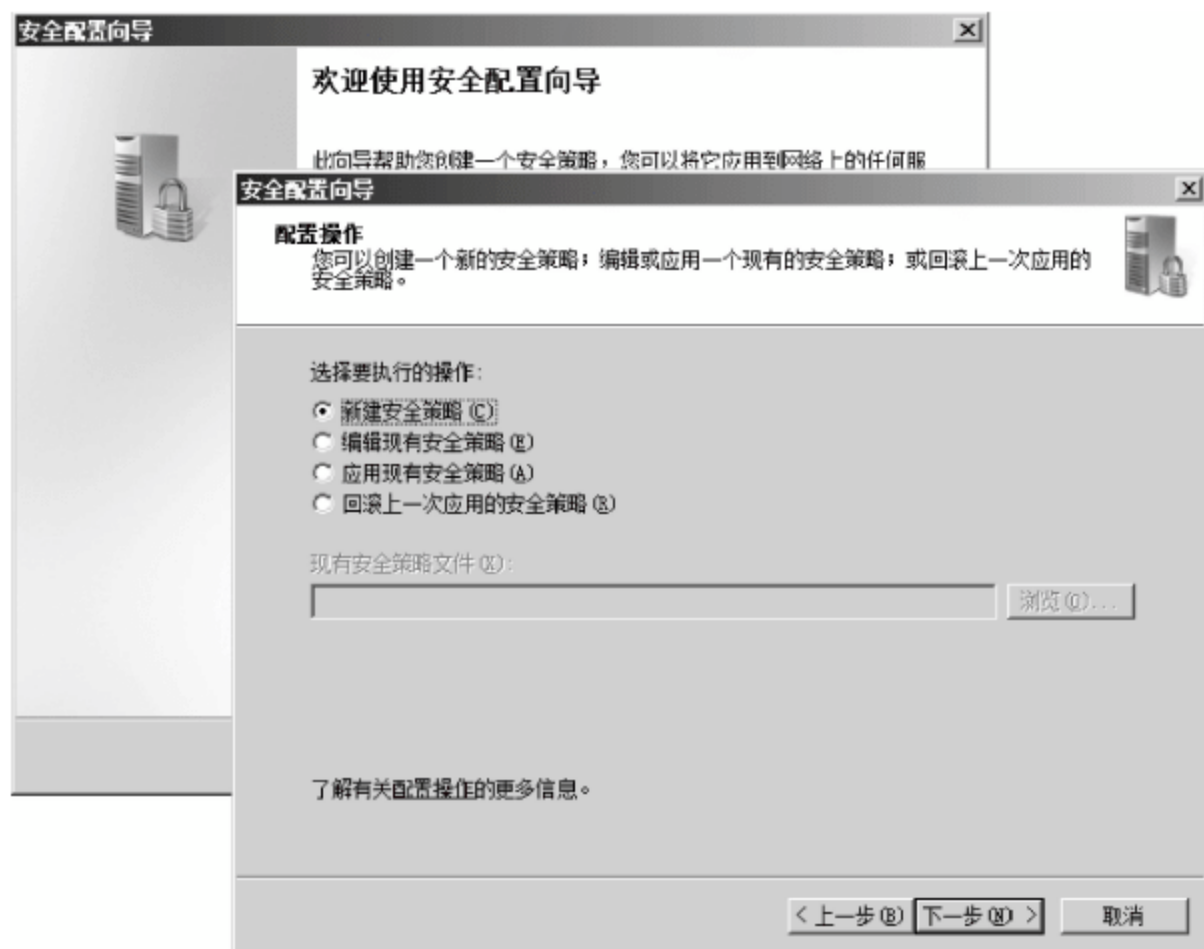 安全配置向导
欢迎使用安全配置向导
此向导帮助您创建一个安全策略，您可以将它应用到网络上的任何服
安全配置向导
配置操作
您可以创建一个新的安全策略；编辑或应用一个现有的安全策略；或回滚上一次应用的
安全策略。
选择要执行的操作:
新建安全策略(C)
编辑现有安全策略(E)
应用现有安全策略(A)
回滚上一次应用的安全策略(R)
现有安全策略文件(X):
浏览(O)...
了解有关配置操作的更多信息。
< 上一步(B) 下一步(N) > 取消